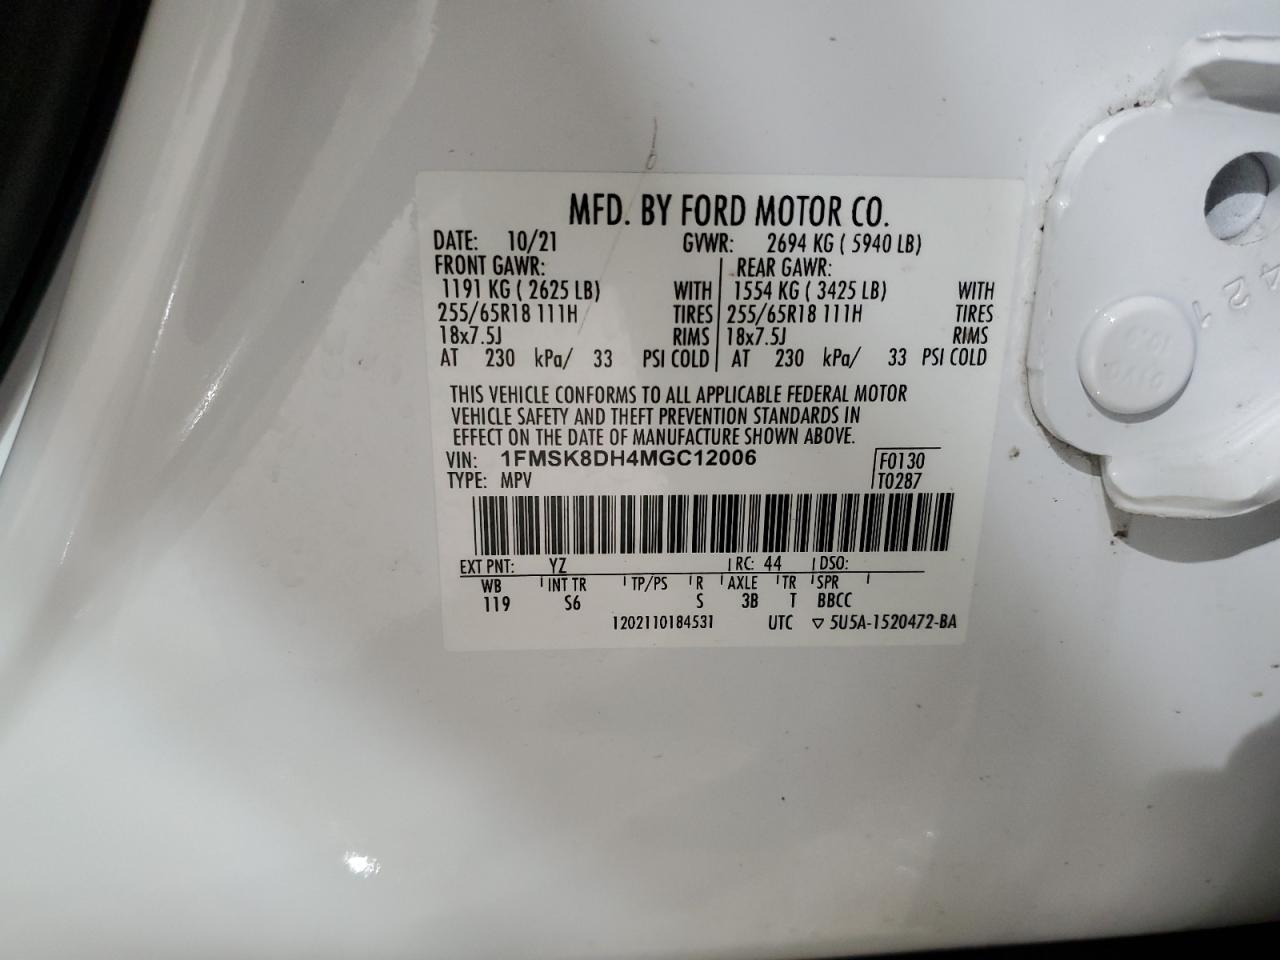 MFD. BY FORD MOTOR CO.
DATE: 10/21 GVWR: 2694 KG ( 5940 LB)
FRONT GAWR: REAR GAWR:
1191 KG ( 2625 LB) WITH 1554 KG ( 3425 LB) WITH
255/65R18 111H TIRES 255/65R18 111H TIRES
18x7.5J RIMS 18x7.5J RIMS
AT 230 kPa/ 33 PSI COLD AT 230 kPa/ 33 PSI COLD
THIS VEHICLE CONFORMS TO ALL APPLICABLE FEDERAL MOTOR
VEHICLE SAFETY AND THEFT PREVENTION STANDARDS IN
EFFECT ON THE DATE OF MANUFACTURE SHOWN ABOVE.
VIN: 1FMSK8DH4MGC12006 F0130
TYPE: MPV T0287
EXT PNT: YZ RC: 44 DSO:
WB INT TR TP/PS R AXLE TR SPR
119 S6 S 3B T BBCC
1202110184531 UTC ▽ 5U5A-1520472-BA
421